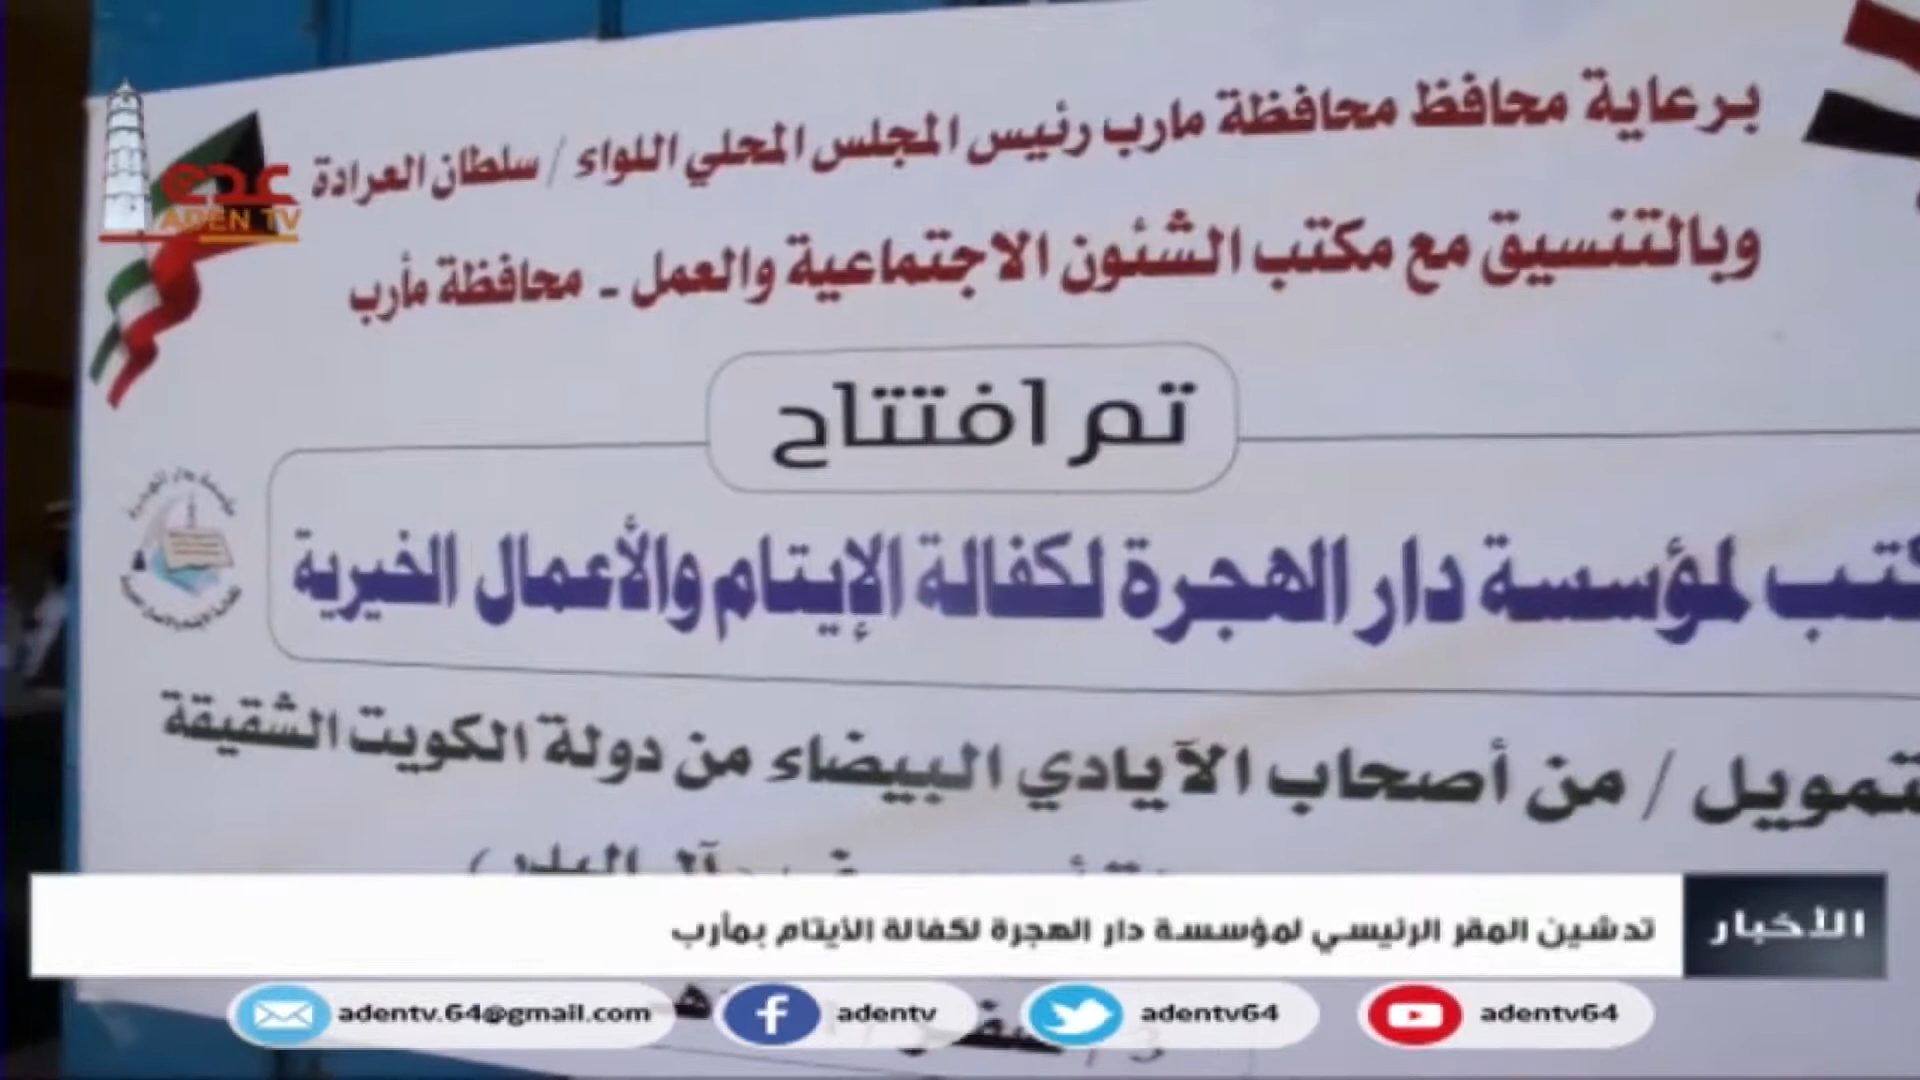 برعاية محافظ محافظة مارب رئيس المجلس المحلي اللواء / سلطان العرادة
وبالتنسيق مع مكتب الشئون الاجتماعية والعمل - محافظة مأرب
عدن
ADEN TV
تم افتتاح
لمؤسسة دار الهجرة لكفالة الإيتام والأعمال الخيرية
تمويل / من أصحاب الآيادي البيضاء من دولة الكويت الشقيقة
الأخبار
تدشين المقر الرئيسي لمؤسسة دار الهجرة لكفالة الايتام بمأرب
adentv.64@gmail.com
adentv
adentv64
adentv64